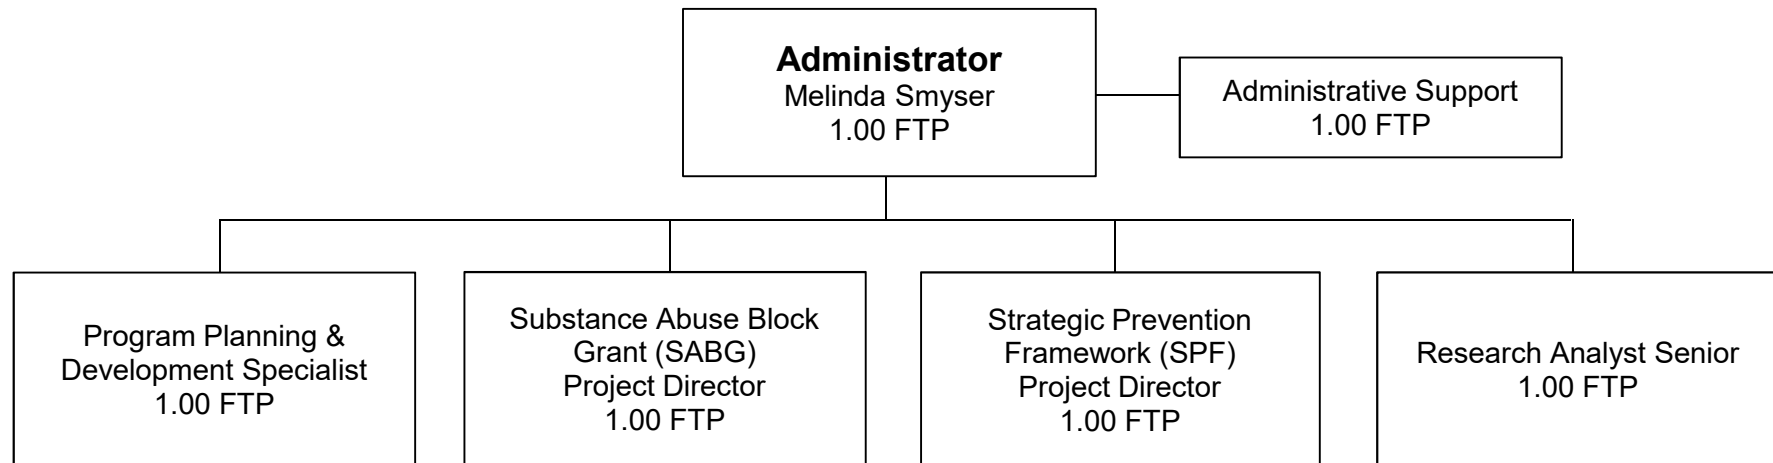 Administrator
Melinda Smyser
1.00 FTP
Administrative Support
1.00 FTP
Program Planning &
Development Specialist
1.00 FTP
Substance Abuse Block
Grant (SABG)
Project Director
1.00 FTP
Strategic Prevention
Framework (SPF)
Project Director
1.00 FTP
Research Analyst Senior
1.00 FTP